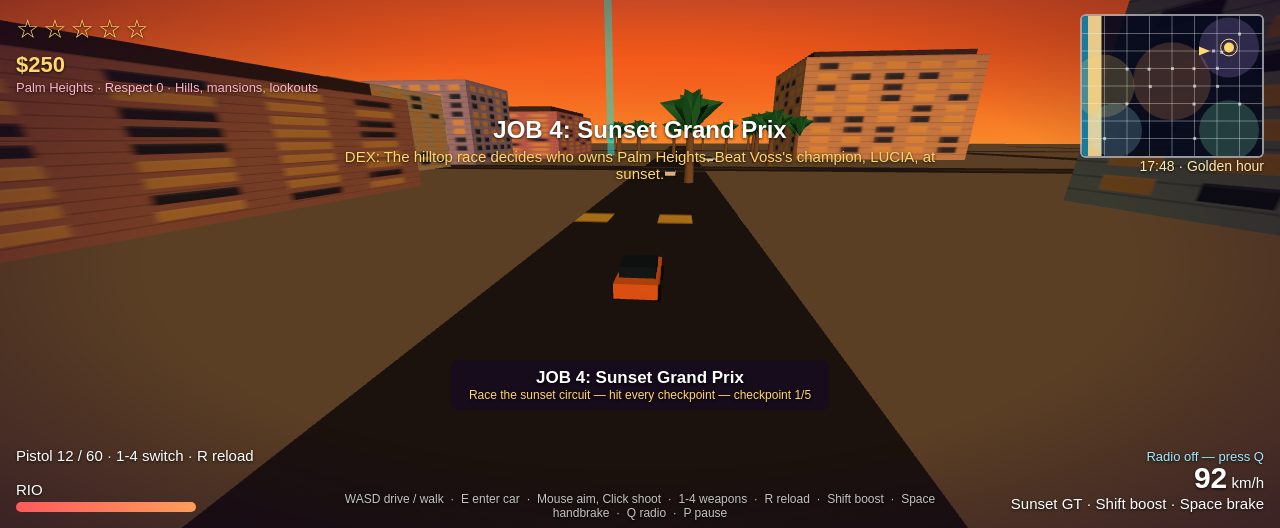 ☆☆☆☆☆
$250
Palm Heights · Respect 0 · Hills, mansions, lookouts
17:48 · Golden hour
JOB 4: Sunset Grand Prix
DEX: The hilltop race decides who owns Palm Heights. Beat Voss's champion, LUCIA, at
sunset.
JOB 4: Sunset Grand Prix
Race the sunset circuit — hit every checkpoint — checkpoint 1/5
Pistol 12 / 60 · 1-4 switch · R reload
RIO
WASD drive / walk · E enter car · Mouse aim, Click shoot · 1-4 weapons · R reload · Shift boost · Space
handbrake · Q radio · P pause
Radio off — press Q
92 km/h
Sunset GT · Shift boost · Space brake